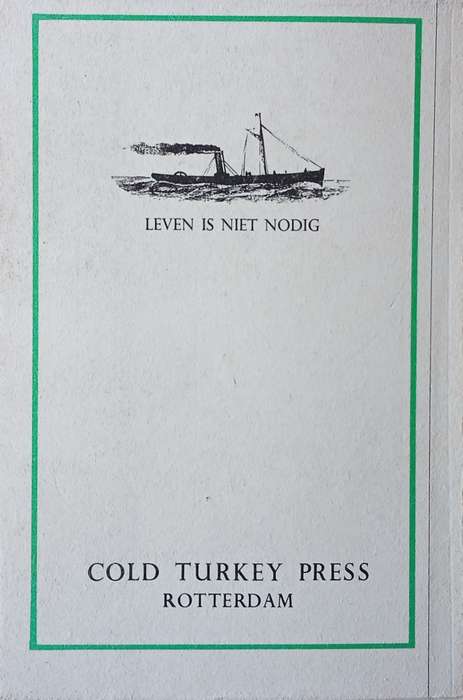 LEVEN IS NIET NODIG
COLD TURKEY PRESS
ROTTERDAM